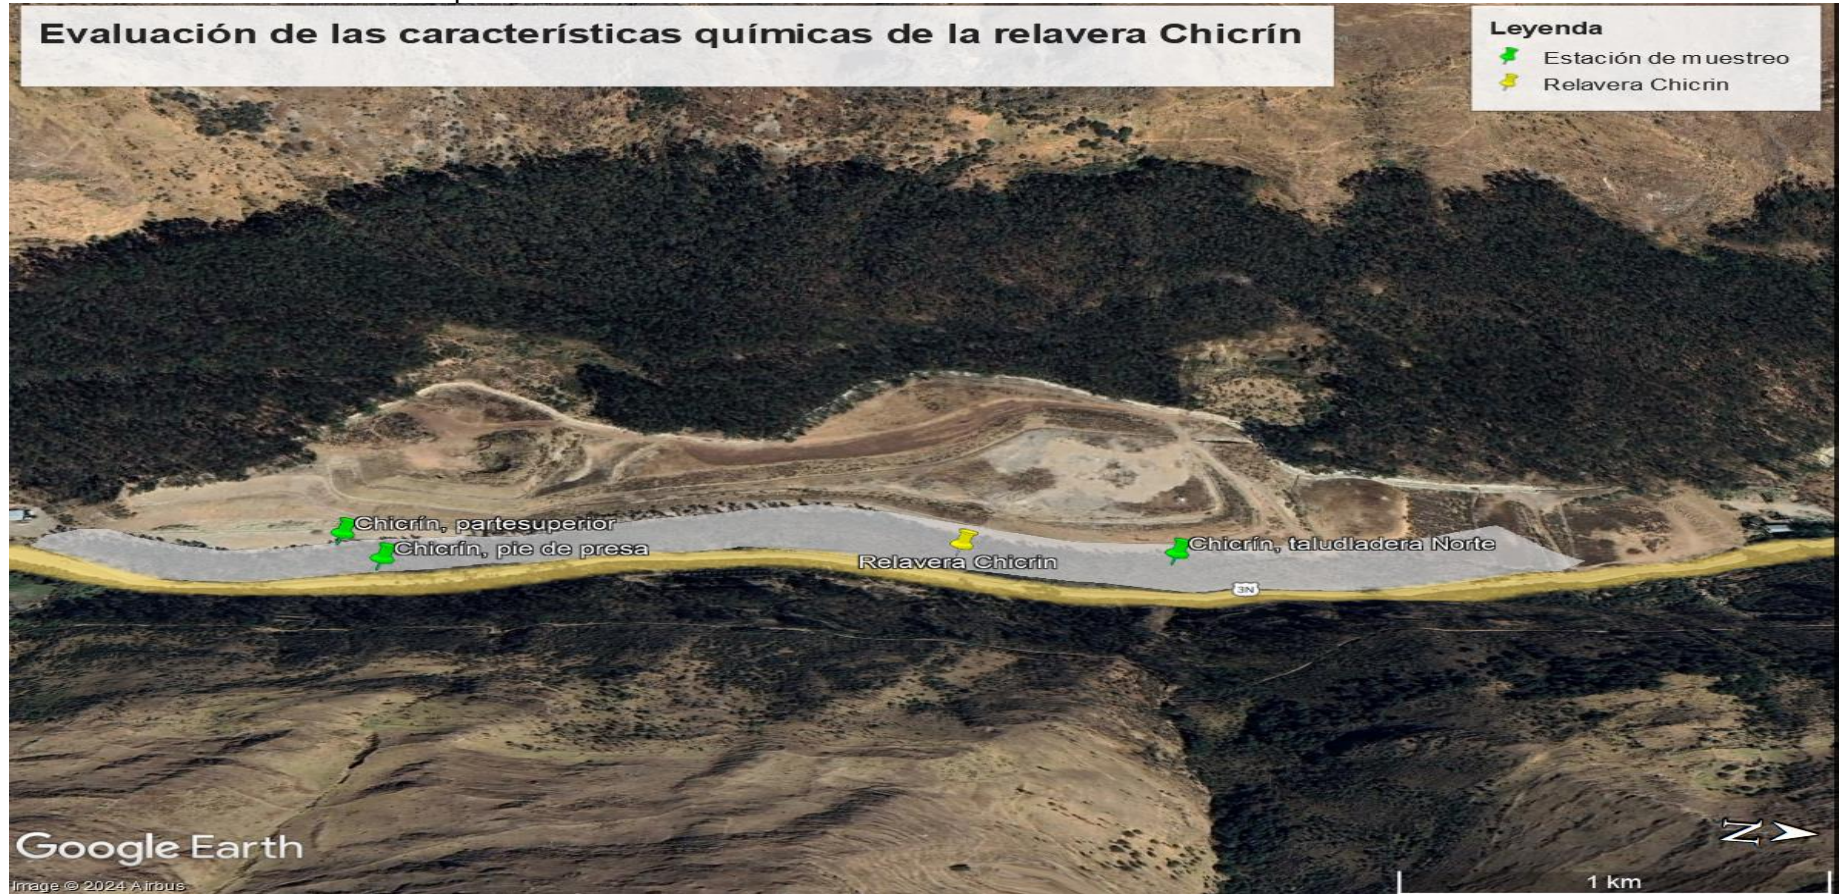 Evaluación de las características químicas de la relavera Chicrín
Leyenda
Estación de muestreo
Relavera Chicrin
Chicrín, partesuperior
Chicrín, pie de presa
Relavera Chicrin
Chicrín, taludladera Norte
3N
Google Earth
Image © 2024 Airbus
N
1 km